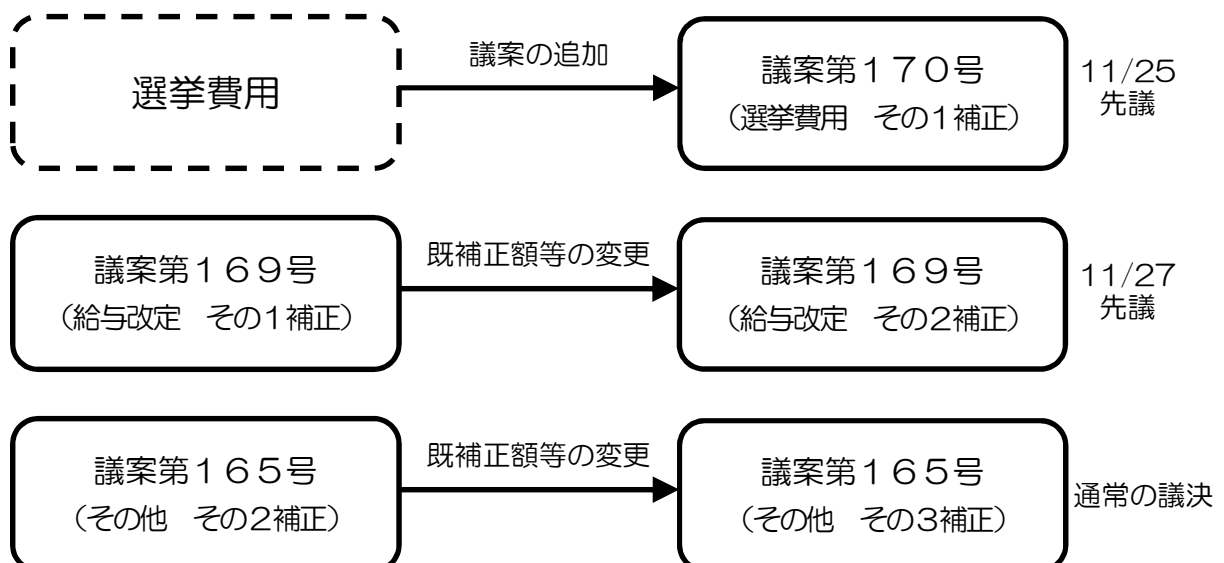 選挙費用
議案の追加
議案第１７０号
（選挙費用　その１補正）
11/25
先議
議案第１６９号
（給与改定　その１補正）
既補正額等の変更
議案第１６９号
（給与改定　その２補正）
11/27
先議
議案第１６５号
（その他　その２補正）
既補正額等の変更
議案第１６５号
（その他　その３補正）
通常の議決